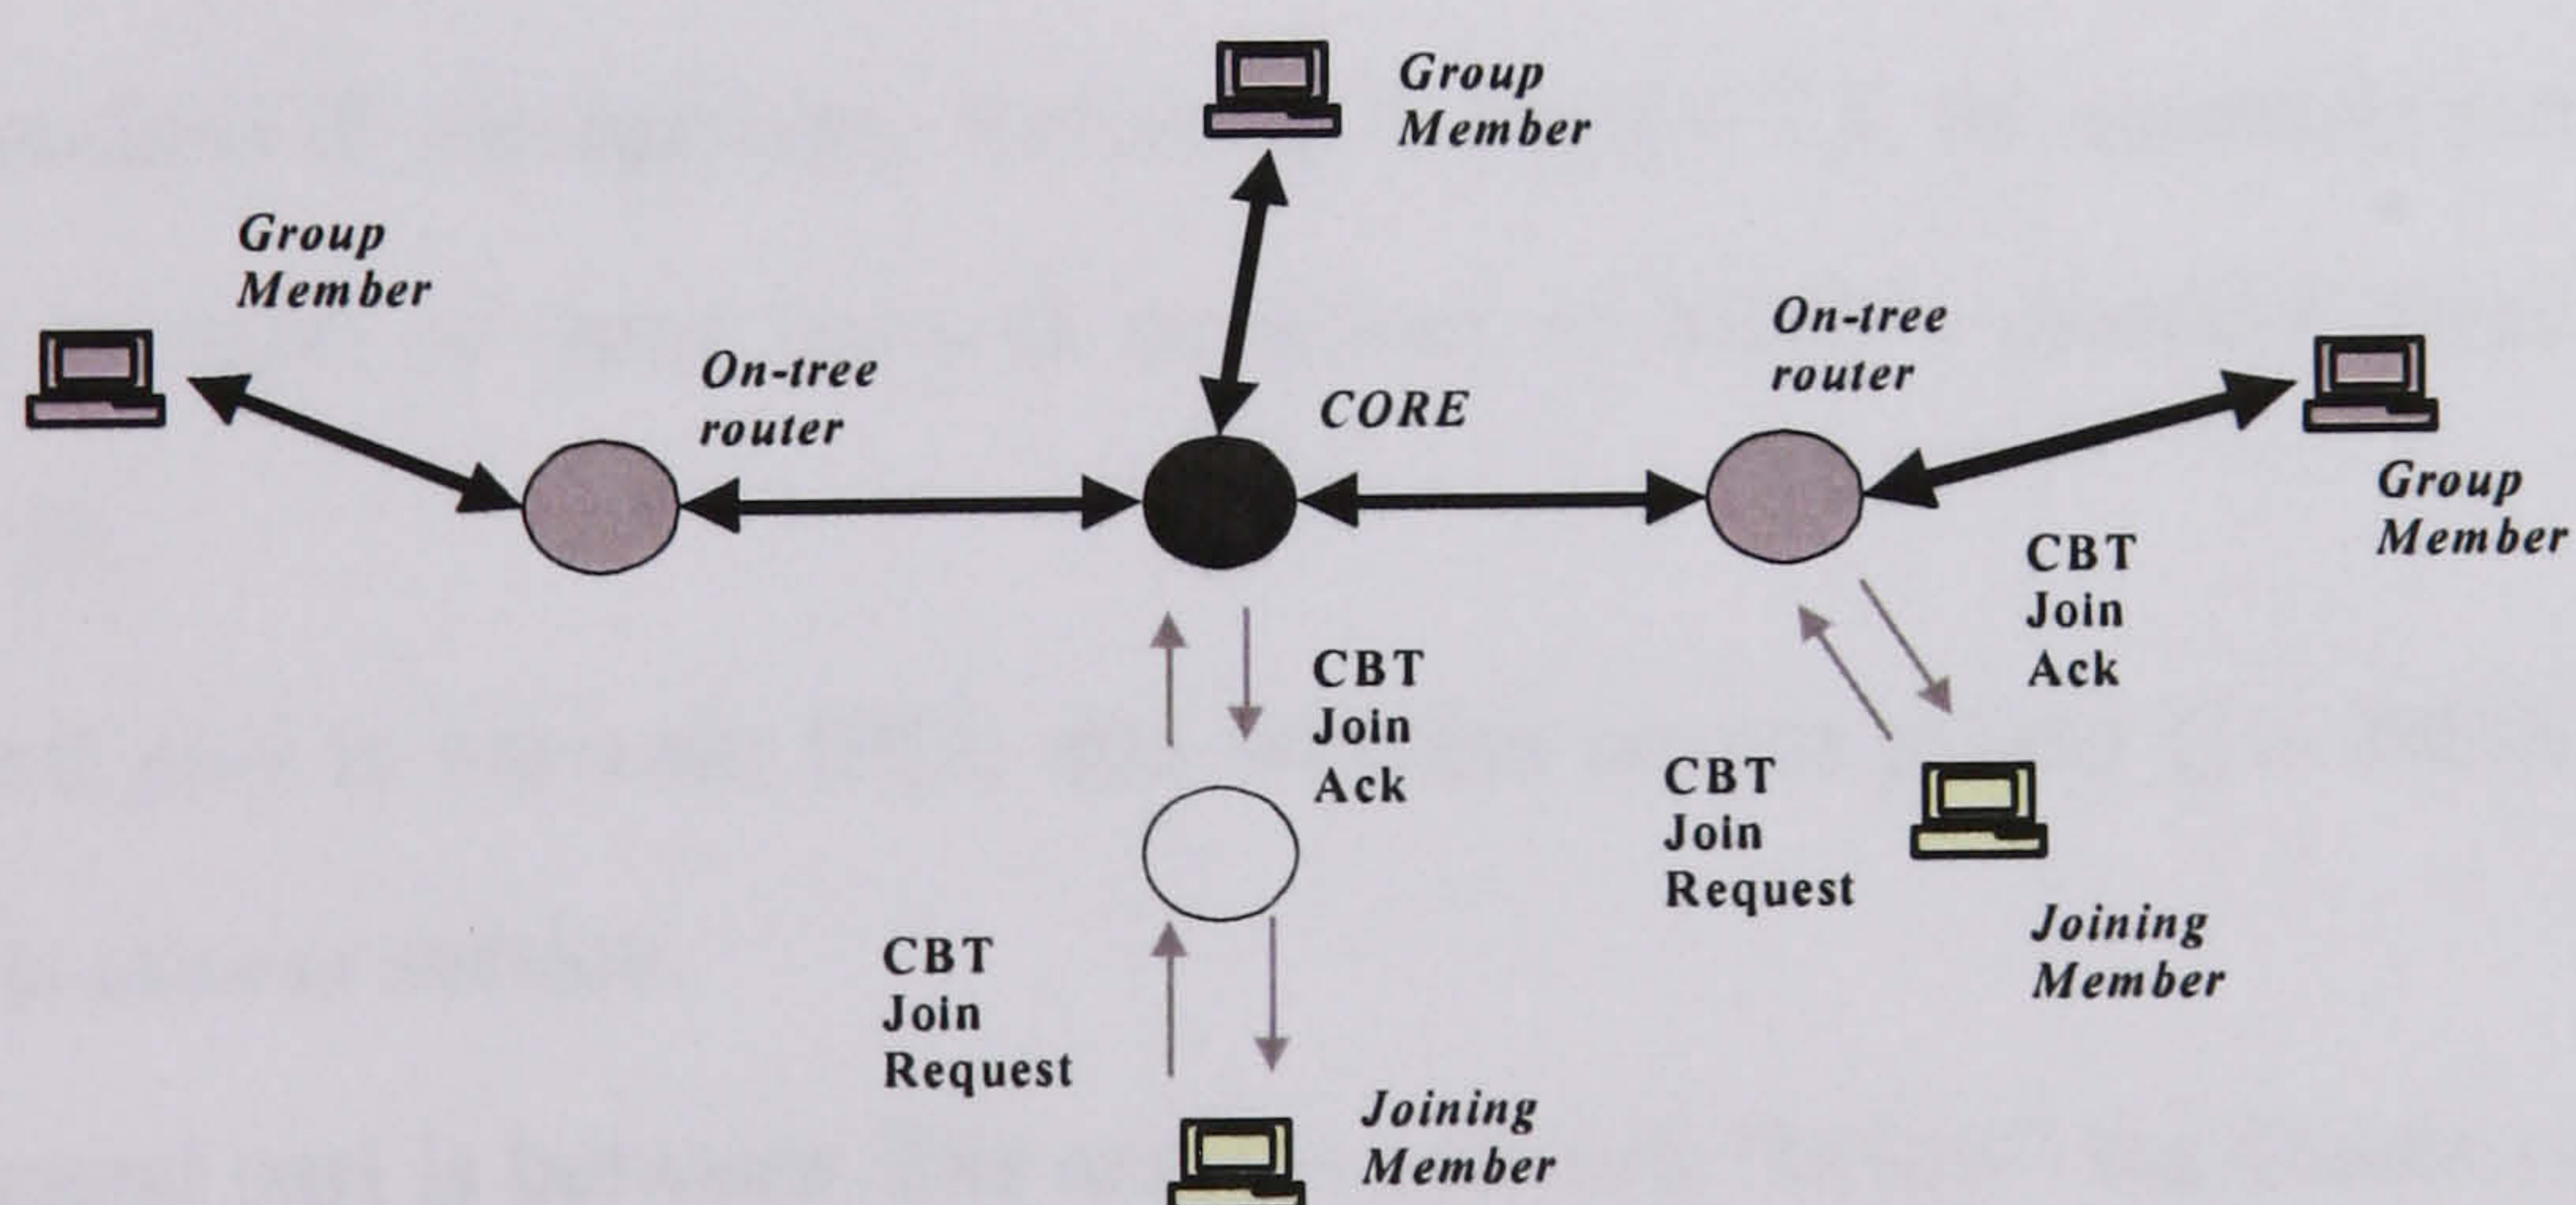 Group
Member
Group
Member
On-tree
router
On-tree
router
CORE
Group
Member
CBT
Join
Ack
CBT
Join
Ack
CBT
Join
Request
Joining
Member
CBT
Join
Request
Joining
Member